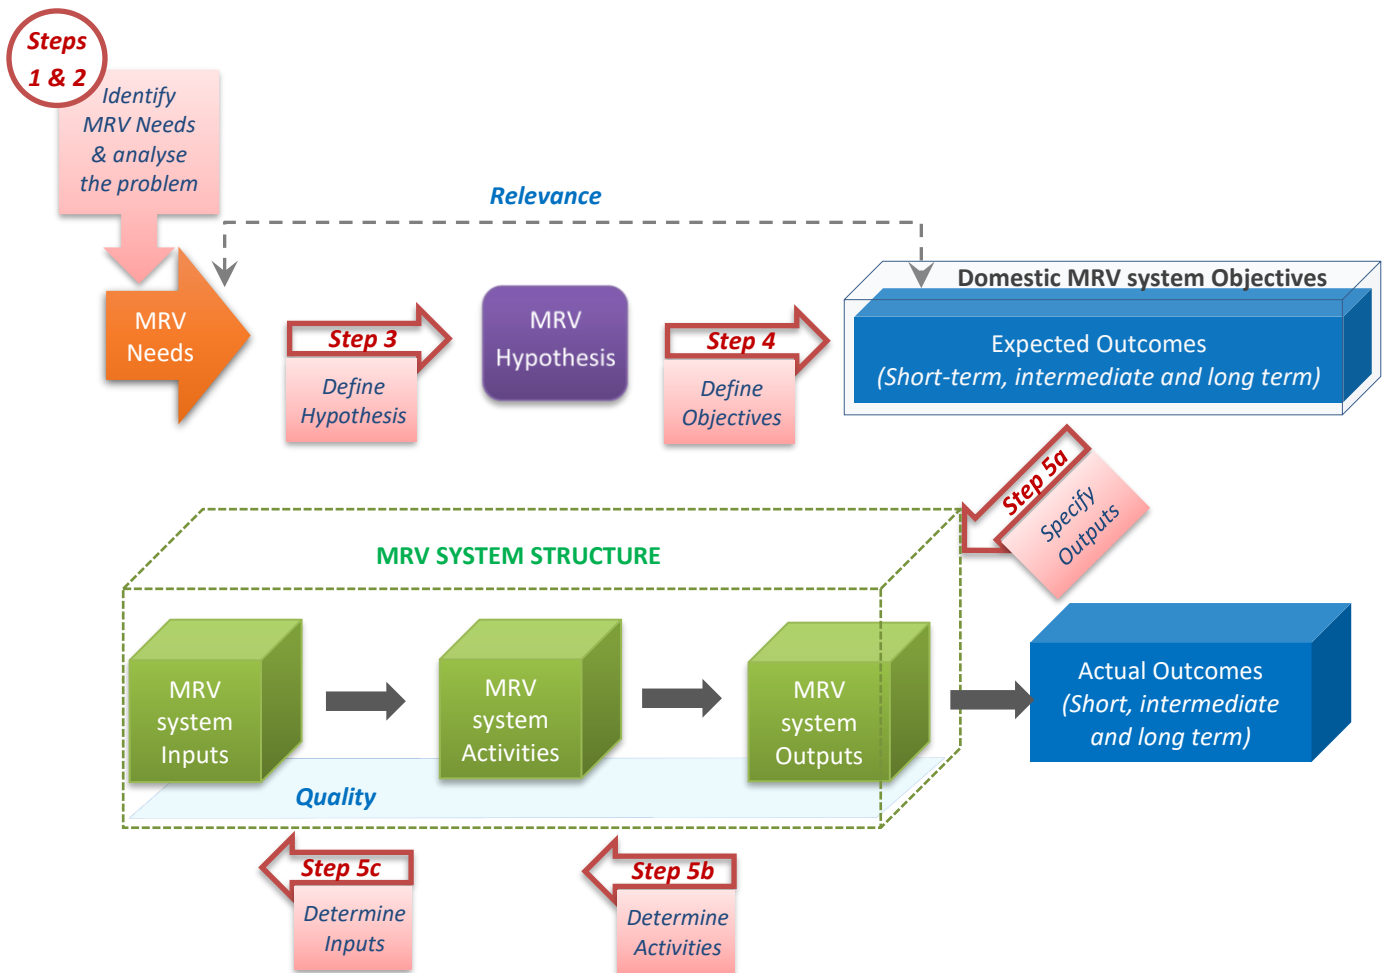 Steps
1 & 2
Identify
MRV Needs
& analyse
the problem
Relevance
MRV
Needs
Step 3
Define
Hypothesis
MRV
Hypothesis
Step 4
Define
Objectives
Domestic MRV system Objectives
Expected Outcomes
(Short-term, intermediate and long term)
Step 5a
Specify
Outputs
MRV SYSTEM STRUCTURE
MRV
system
Inputs
MRV
system
Activities
MRV
system
Outputs
Actual Outcomes
(Short, intermediate
and long term)
Quality
Step 5c
Determine
Inputs
Step 5b
Determine
Activities